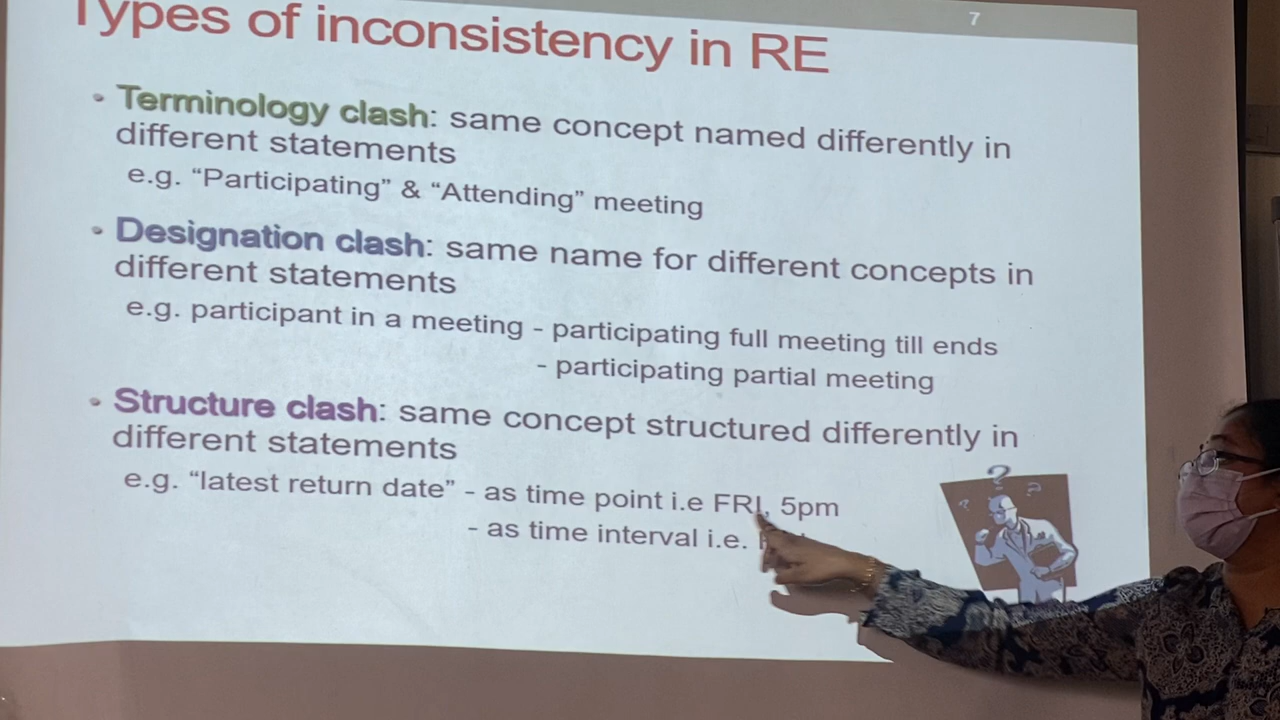 7
Types of inconsistency in RE
• Terminology clash: same concept named differently in
different statements
e.g. “Participating” & “Attending” meeting
• Designation clash: same name for different concepts in
different statements
e.g. participant in a meeting - participating full meeting till ends
- participating partial meeting
• Structure clash: same concept structured differently in
different statements
e.g. “latest return date” - as time point i.e FRI, 5pm
- as time interval i.e.
? ? ?